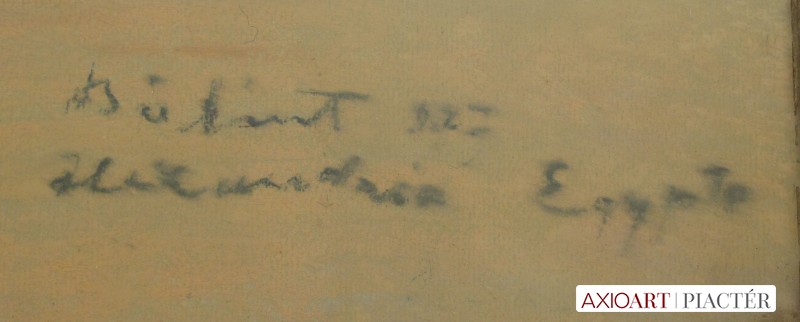 Bálint
Alexandria Egypte
AXIOART | PIACTÉR